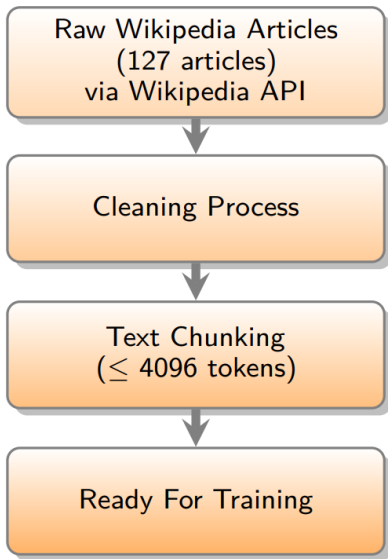 Raw Wikipedia Articles
(127 articles)
via Wikipedia API
Cleaning Process
Text Chunking
(≤ 4096 tokens)
Ready For Training